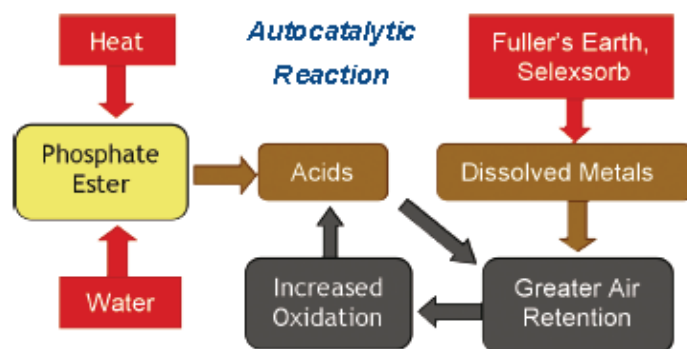 Heat
Autocatalytic
Reaction
Fuller's Earth,
Selexsorb
Phosphate
Ester
Acids
Dissolved Metals
Water
Increased
Oxidation
Greater Air
Retention